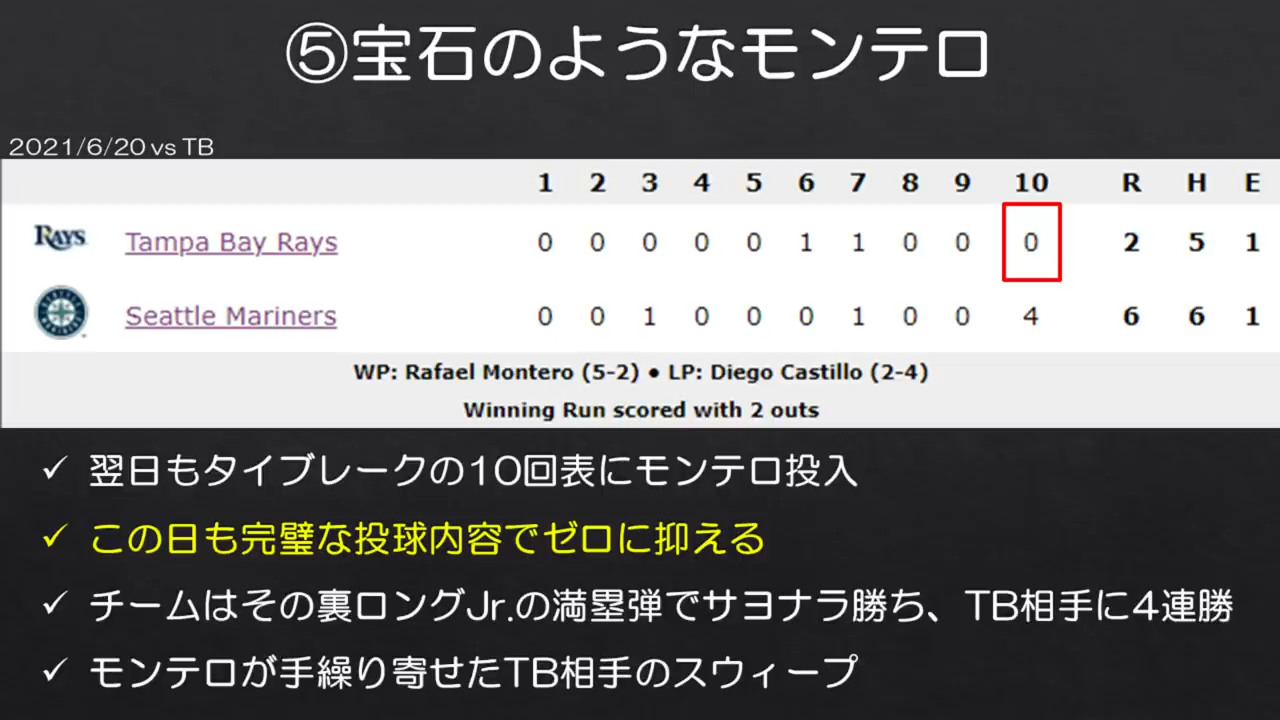 ⑤宝石のようなモンテロ
2021/6/20 vs TB
1 2 3 4 5 6 7 8 9 10 R H E
RAYS Tampa Bay Rays 0 0 0 0 0 1 1 0 0 0 2 5 1
Seattle Mariners 0 0 1 0 0 0 1 0 0 4 6 6 1
WP: Rafael Montero (5-2) ● LP: Diego Castillo (2-4)
Winning Run scored with 2 outs
✓ 翌日もタイブレークの10回表にモンテロ投入
✓ この日も完璧な投球内容でゼロに抑える
✓ チームはその裏ロングJr.の満塁弾でサヨナラ勝ち、TB相手に4連勝
✓ モンテロが手繰り寄せたTB相手のスウィープ